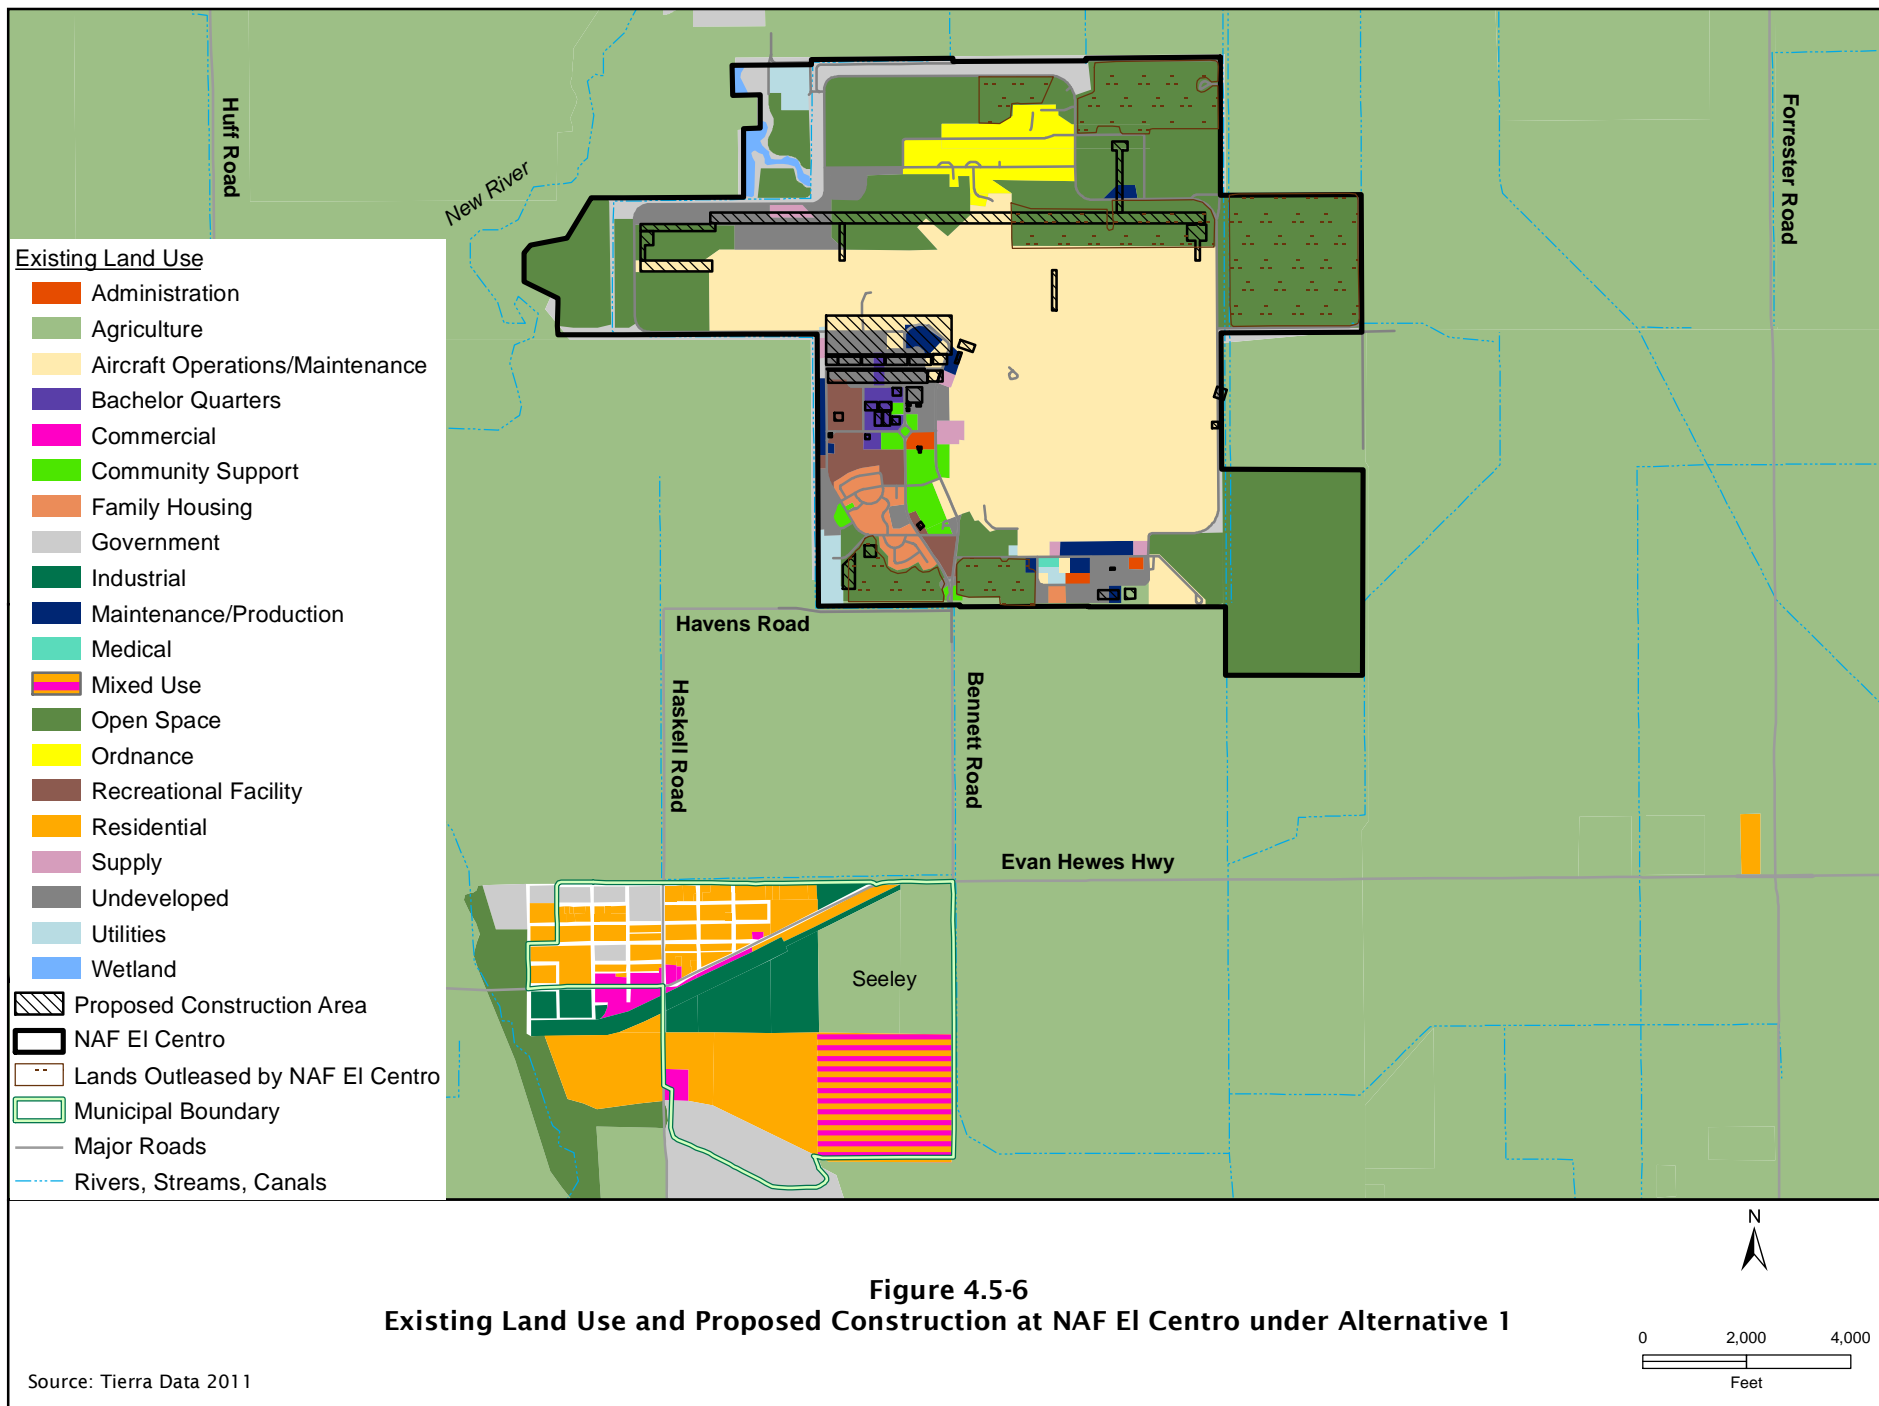 Huff Road
New River
Forrester Road
Existing Land Use
Administration
Agriculture
Aircraft Operations/Maintenance
Bachelor Quarters
Commercial
Community Support
Family Housing
Government
Industrial
Maintenance/Production
Medical
Mixed Use
Open Space
Ordnance
Recreational Facility
Residential
Supply
Undeveloped
Utilities
Wetland
Proposed Construction Area
NAF El Centro
Lands Outleased by NAF El Centro
Municipal Boundary
Major Roads
Rivers, Streams, Canals
Havens Road
Haskell Road
Bennett Road
Evan Hewes Hwy
Seeley
N
Figure 4.5-6
Existing Land Use and Proposed Construction at NAF El Centro under Alternative 1
0 2,000 4,000
Feet
Source: Tierra Data 2011